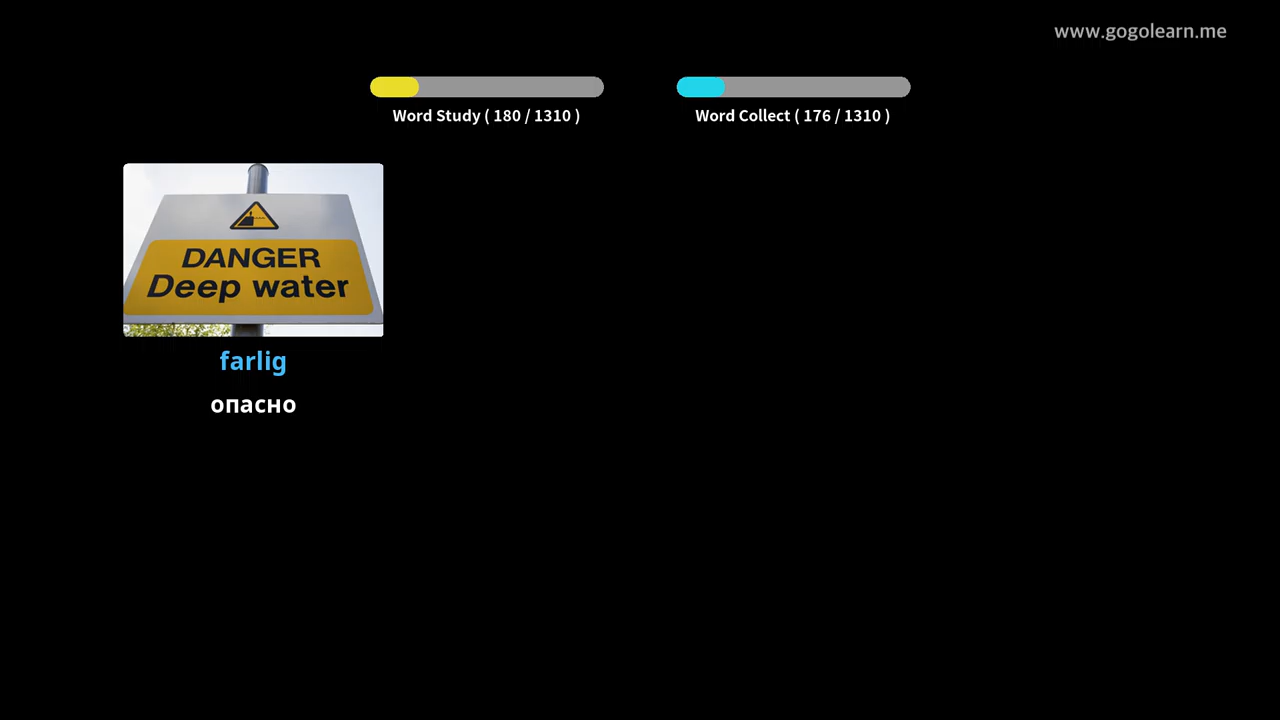 www.gogolearn.me
Word Study ( 180 / 1310 )
Word Collect ( 176 / 1310 )
DANGER
Deep water
farlig
опасно